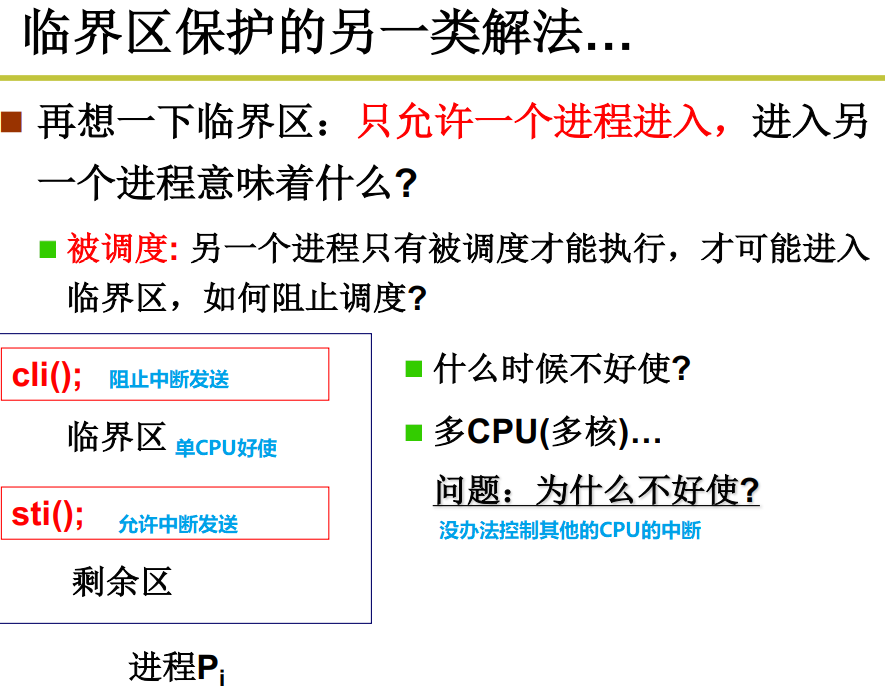 临界区保护的另一类解法…
再想一下临界区：只允许一个进程进入，进入另
一个进程意味着什么?
被调度: 另一个进程只有被调度才能执行，才可能进入
临界区，如何阻止调度?
cli(); 阻止中断发送
临界区 单CPU好使
sti(); 允许中断发送
剩余区
进程Pi
什么时候不好使?
多CPU(多核)…
问题：为什么不好使?
没办法控制其他的CPU的中断